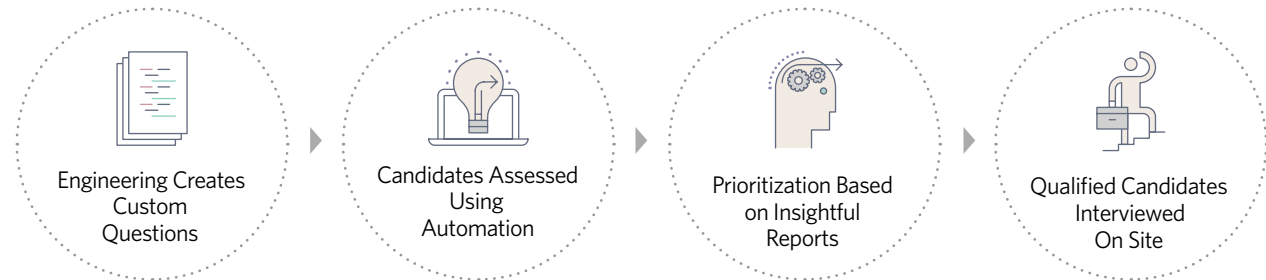 Engineering Creates
Custom
Questions
Candidates Assessed
Using
Automation
Prioritization Based
on Insightful
Reports
Qualified Candidates
Interviewed
On Site